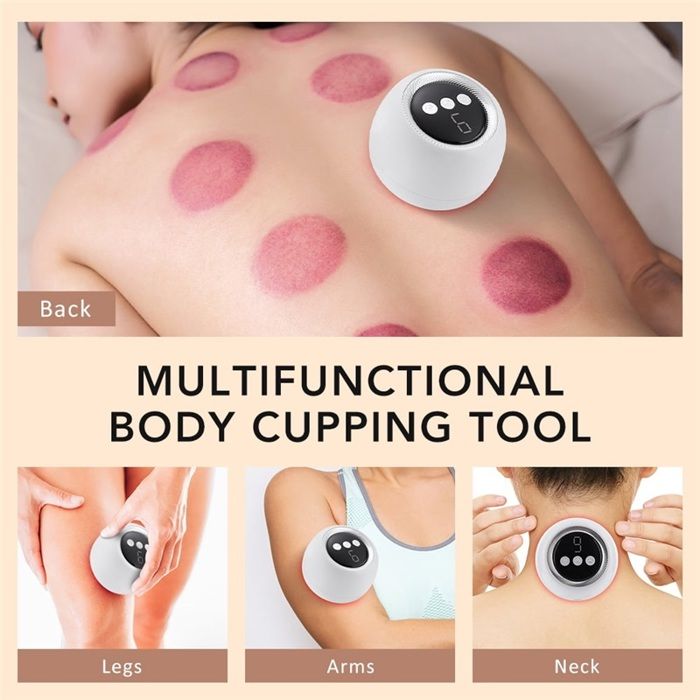 Back
MULTIFUNCTIONAL
BODY CUPPING TOOL
Legs
Arms
Neck